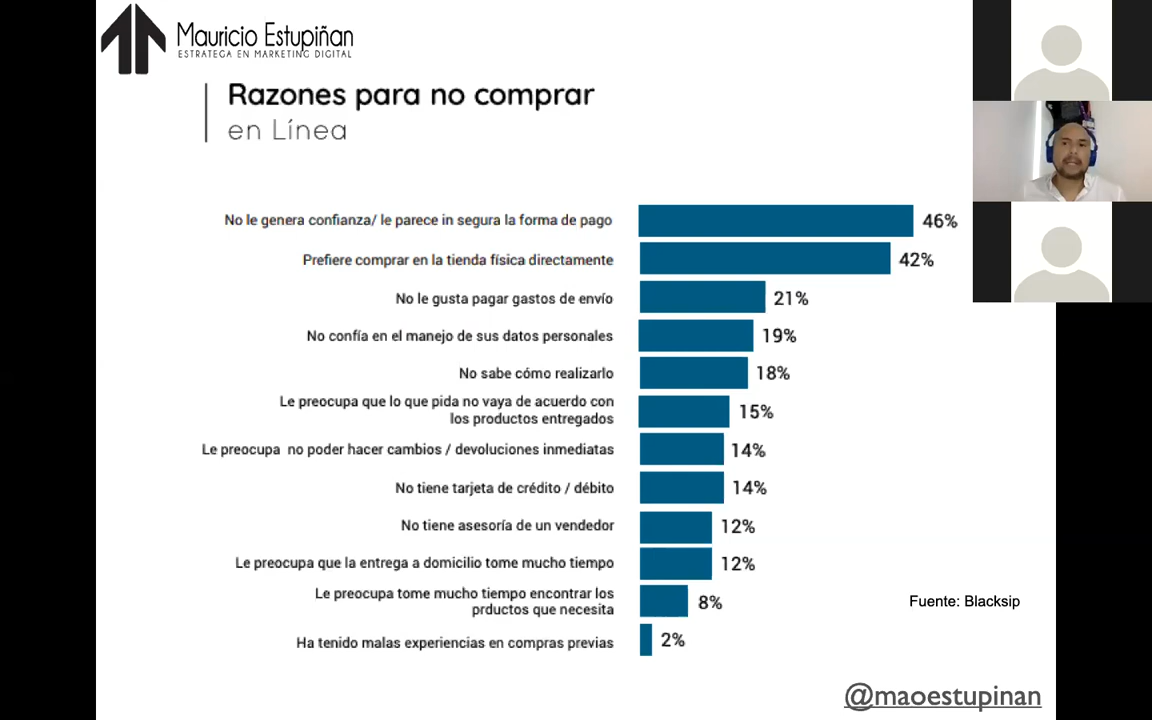 Mauricio Estupiñan
ESTRATEGA EN MARKETING DIGITAL
Razones para no comprar
en Línea
No le genera confianza/ le parece in segura la forma de pago 46%
Prefiere comprar en la tienda física directamente 42%
No le gusta pagar gastos de envío 21%
No confía en el manejo de sus datos personales 19%
No sabe cómo realizarlo 18%
Le preocupa que lo que pida no vaya de acuerdo con
los productos entregados 15%
Le preocupa no poder hacer cambios / devoluciones inmediatas 14%
No tiene tarjeta de crédito / débito 14%
No tiene asesoría de un vendedor 12%
Le preocupa que la entrega a domicilio tome mucho tiempo 12%
Le preocupa tome mucho tiempo encontrar los
prductos que necesita 8%
Fuente: Blacksip
Ha tenido malas experiencias en compras previas 2%
@maoestupinan